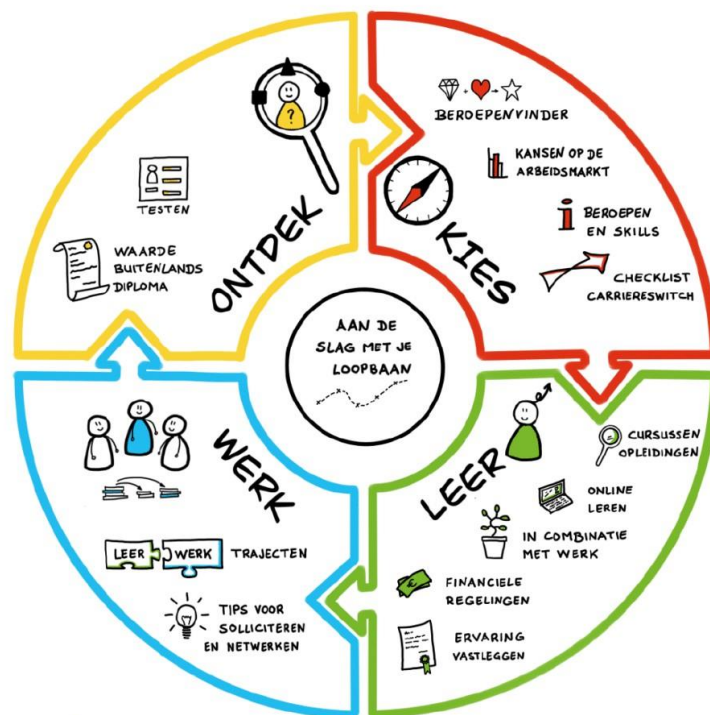 ONTDEK
?
TESTEN
WAARDE
BUITENLANDS
DIPLOMA
KIES
BEROEPENVINDER
KANSEN OP DE
ARBEIDSMARKT
i
BEROEPEN
EN SKILLS
CHECKLIST
CARRIERESWITCH
AAN DE
SLAG MET JE
LOOPBAAN
LEER
CURSUSSEN
OPLEIDINGEN
ONLINE
LEREN
IN COMBINATIE
MET WERK
€
FINANCIELE
REGELINGEN
ERVARING
VASTLEGGEN
WERK
LEER WERK TRAJECTEN
TIPS VOOR
SOLLICITEREN
EN NETWERKEN